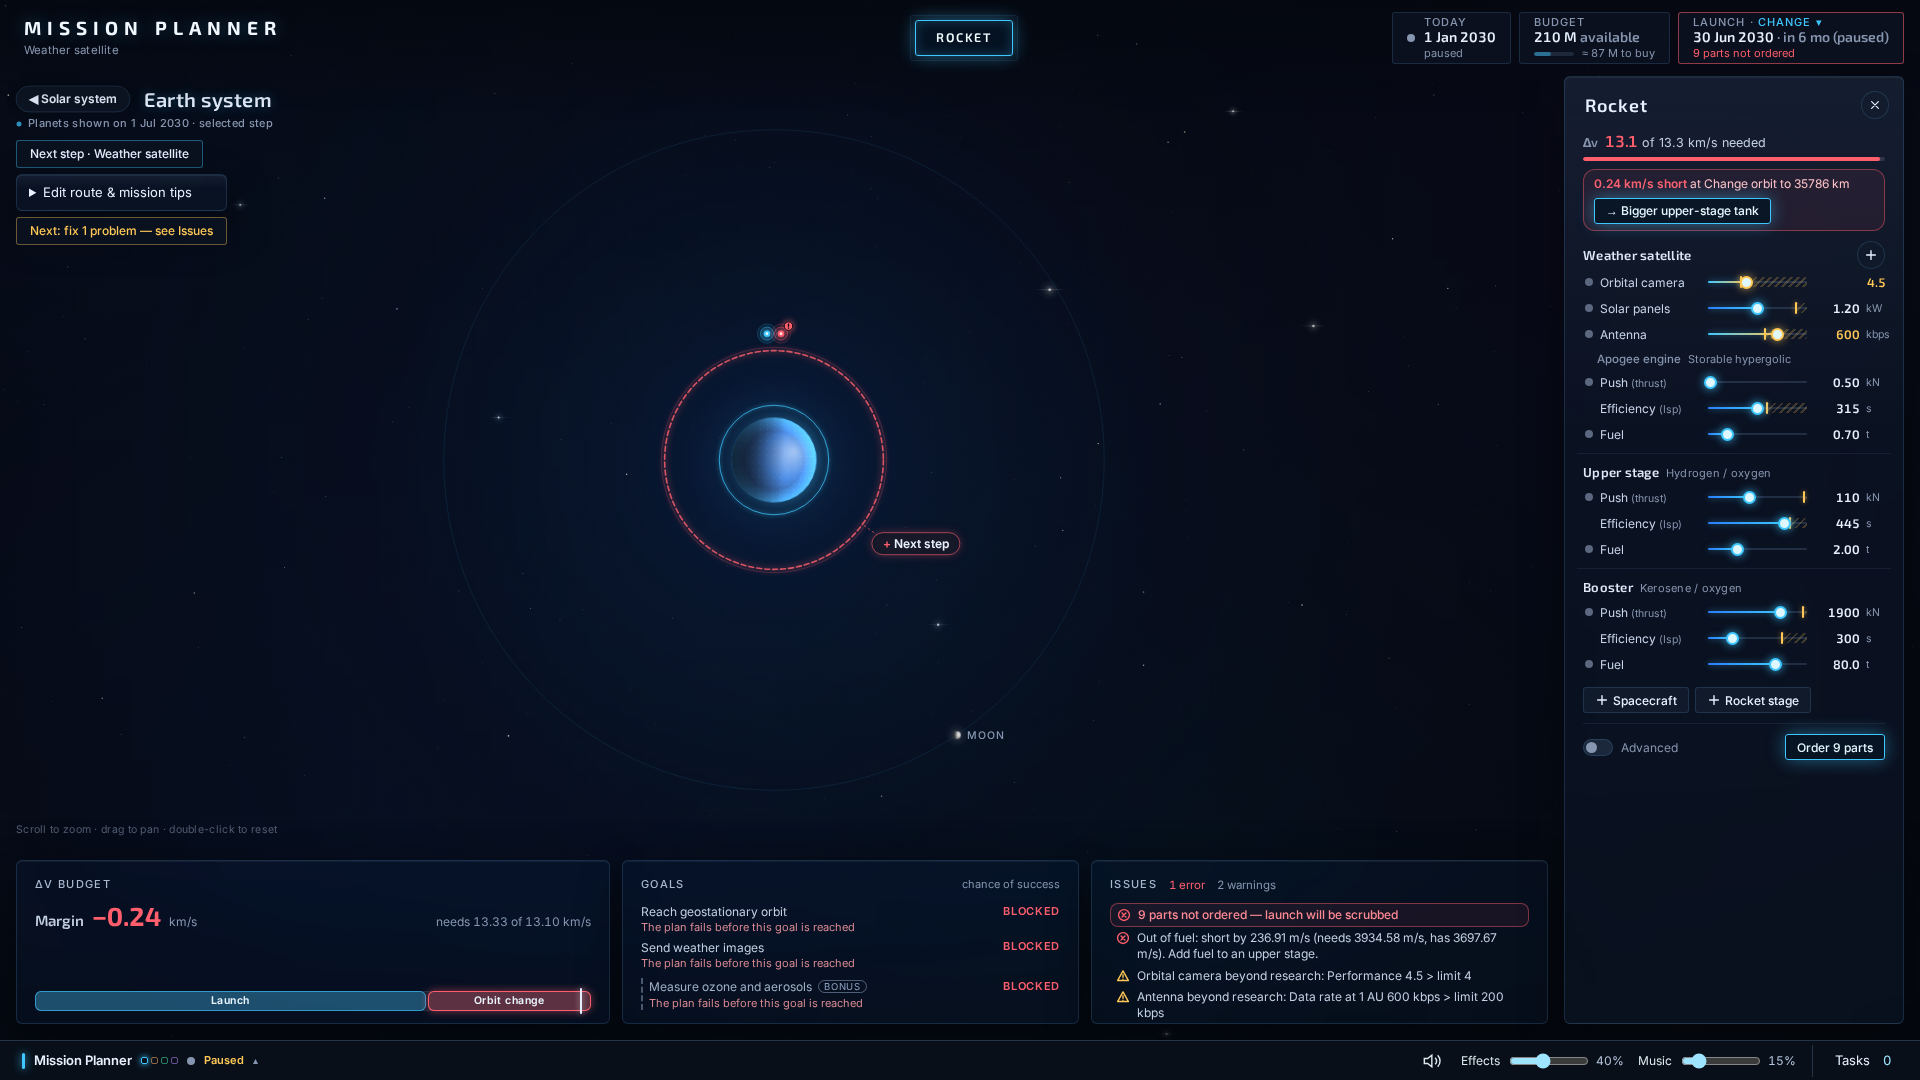 MISSION PLANNER
Weather satellite
ROCKET
TODAY
1 Jan 2030
paused
BUDGET
210 M available
≈ 87 M to buy
LAUNCH · CHANGE ▾
30 Jun 2030 · in 6 mo (paused)
9 parts not ordered
◀ Solar system
Earth system
Planets shown on 1 Jul 2030 · selected step
Next step · Weather satellite
▶ Edit route & mission tips
Next: fix 1 problem — see Issues
!
+ Next step
MOON
Scroll to zoom · drag to pan · double-click to reset
Rocket
Δv 13.1 of 13.3 km/s needed
0.24 km/s short at Change orbit to 35786 km
→ Bigger upper-stage tank
Weather satellite
Orbital camera 4.5
Solar panels 1.20 kW
Antenna 600 kbps
Apogee engine Storable hypergolic
Push (thrust) 0.50 kN
Efficiency (Isp) 315 s
Fuel 0.70 t
Upper stage Hydrogen / oxygen
Push (thrust) 110 kN
Efficiency (Isp) 445 s
Fuel 2.00 t
Booster Kerosene / oxygen
Push (thrust) 1900 kN
Efficiency (Isp) 300 s
Fuel 80.0 t
+ Spacecraft
+ Rocket stage
Advanced
Order 9 parts
ΔV BUDGET
Margin −0.24 km/s
needs 13.33 of 13.10 km/s
Launch
Orbit change
GOALS
chance of success
Reach geostationary orbit BLOCKED
The plan fails before this goal is reached
Send weather images BLOCKED
The plan fails before this goal is reached
Measure ozone and aerosols BONUS BLOCKED
The plan fails before this goal is reached
ISSUES 1 error 2 warnings
9 parts not ordered — launch will be scrubbed
Out of fuel: short by 236.91 m/s (needs 3934.58 m/s, has 3697.67
m/s). Add fuel to an upper stage.
Orbital camera beyond research: Performance 4.5 > limit 4
Antenna beyond research: Data rate at 1 AU 600 kbps > limit 200
kbps
Mission Planner
Paused ▴
Effects 40%
Music 15%
Tasks 0